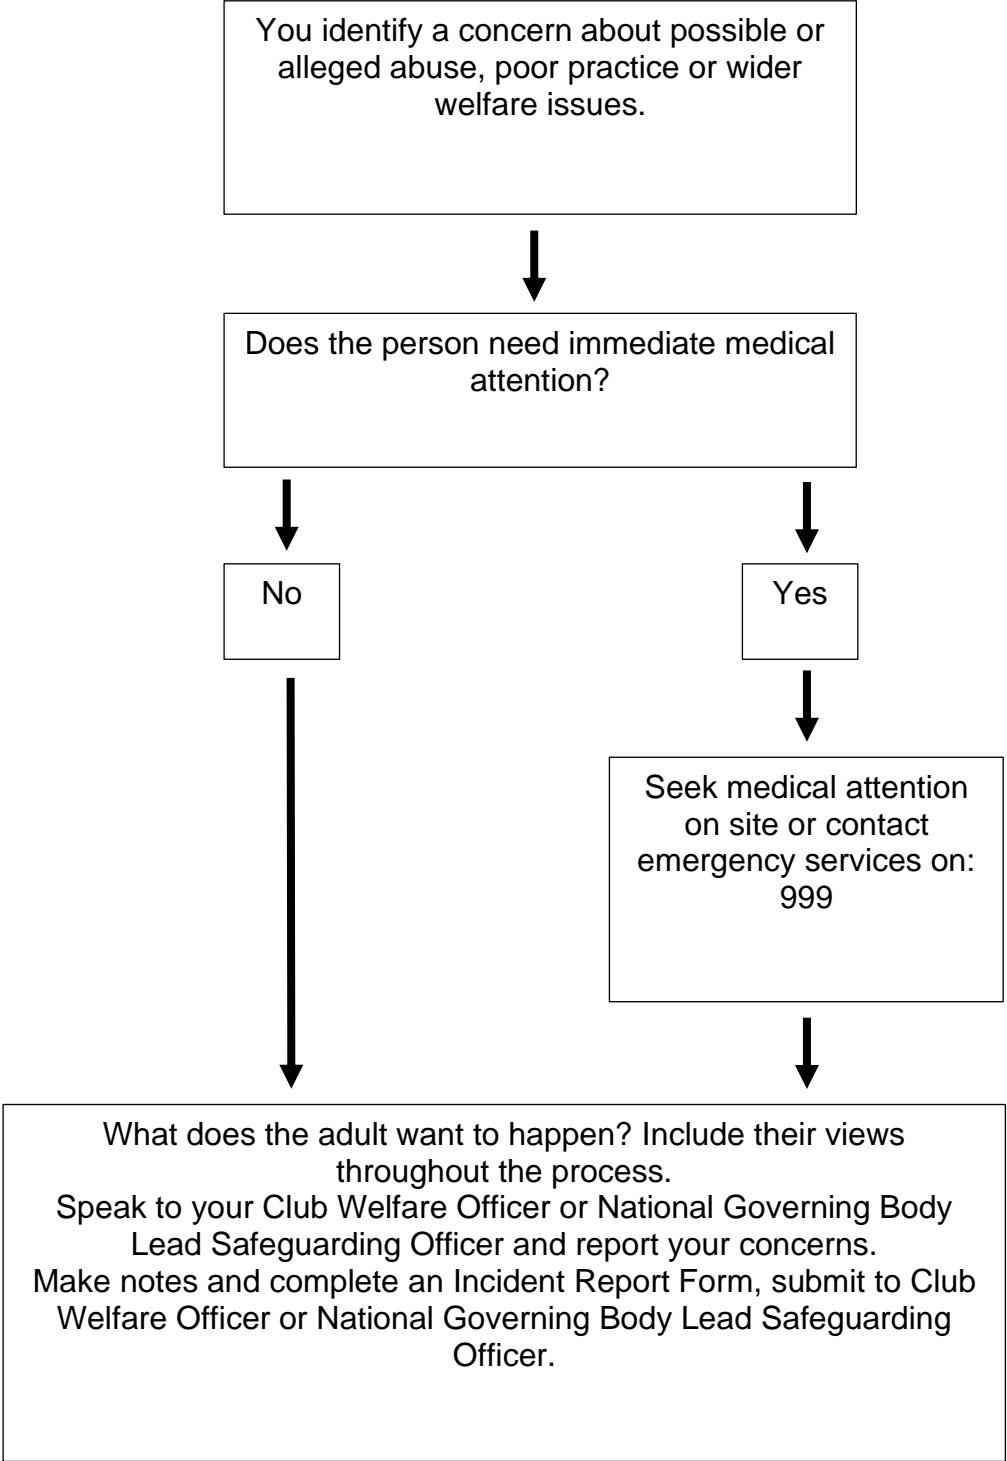 You identify a concern about possible or
alleged abuse, poor practice or wider
welfare issues.
Does the person need immediate medical
attention?
No
Yes
Seek medical attention
on site or contact
emergency services on:
999
What does the adult want to happen? Include their views
throughout the process.
Speak to your Club Welfare Officer or National Governing Body
Lead Safeguarding Officer and report your concerns.
Make notes and complete an Incident Report Form, submit to Club
Welfare Officer or National Governing Body Lead Safeguarding
Officer.